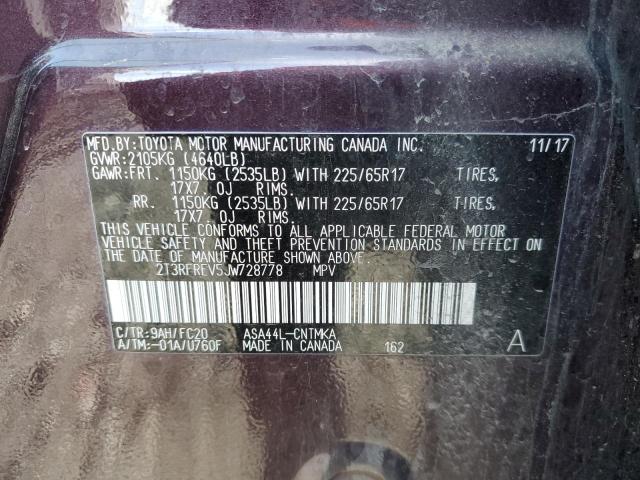 MFD.BY:TOYOTA MOTOR MANUFACTURING CANADA INC. 11/17
GVWR:2105KG (4640LB)
GAWR:FRT. 1150KG (2535LB) WITH 225/65R17 TIRES,
17X7 OJ RIMS.
RR. 1150KG (2535LB) WITH 225/65R17 TIRES,
17X7 OJ RIMS.
THIS VEHICLE CONFORMS TO ALL APPLICABLE FEDERAL MOTOR
VEHICLE SAFETY AND THEFT PREVENTION STANDARDS IN EFFECT ON
THE DATE OF MANUFACTURE SHOWN ABOVE.
2T3RFREV5JW728778 MPV
C/TR:9AH/FC20 ASA44L-CNTMKA
A/TM:-01A/U760F MADE IN CANADA 162 A